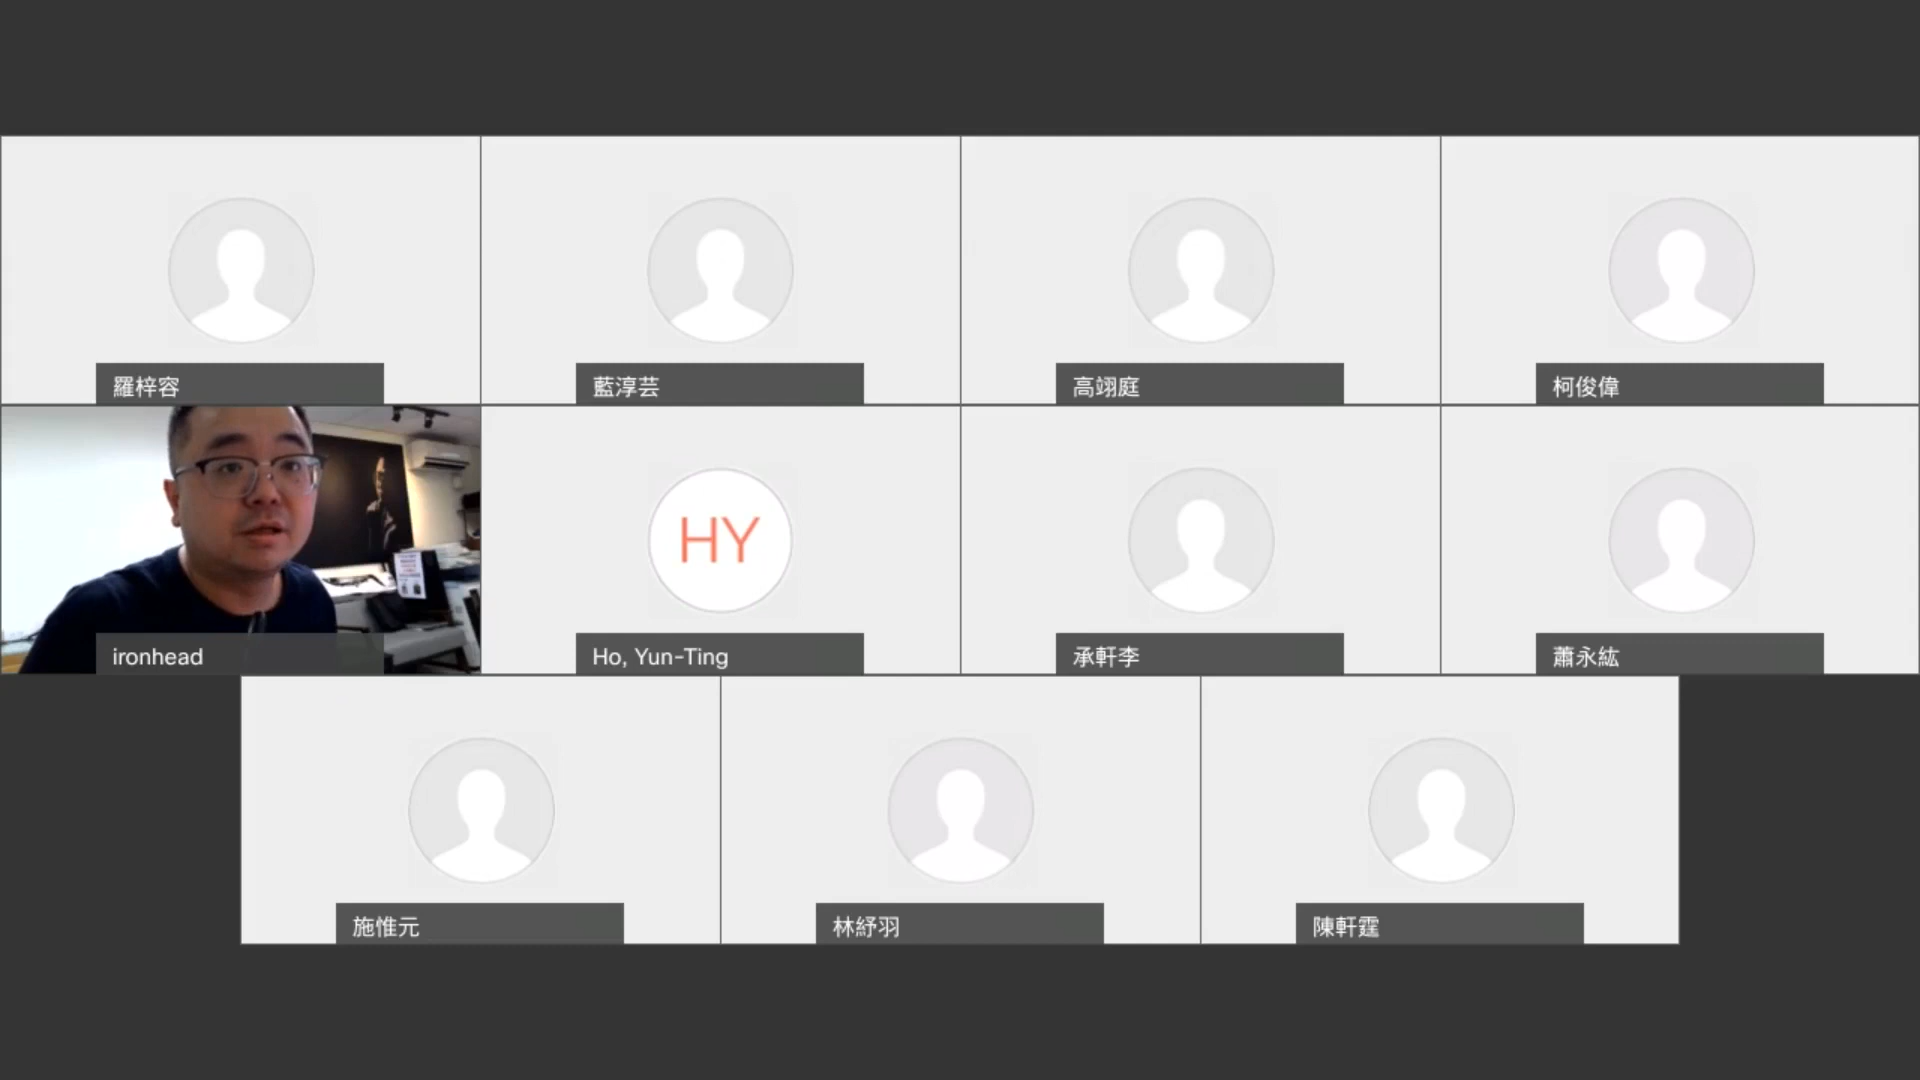 羅梓容
藍淳芸
高翊庭
柯俊偉
ironhead
HY
Ho, Yun-Ting
承軒李
蕭永紘
施惟元
林紓羽
陳軒霆